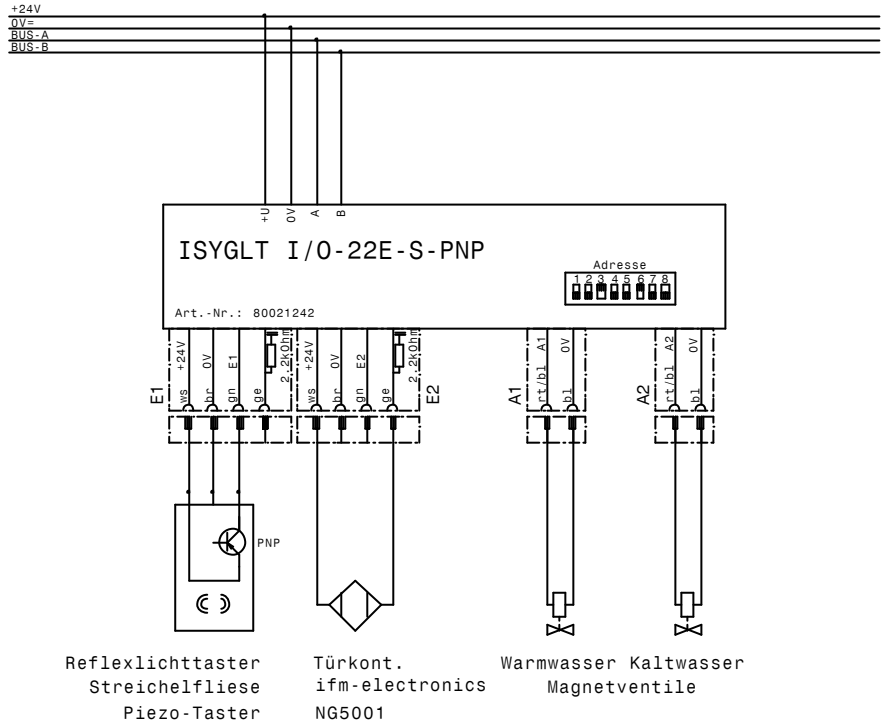 +24V
0V=
BUS-A
BUS-B
+U 0V A B
ISYGLT I/O-22E-S-PNP
Adresse
1 2 3 4 5 6 7 8
Art.-Nr.: 80021242
E1
+24V 0V E1 2.2kOhm
ws br gn ge
+24V 0V E2 2.2kOhm
ws br gn ge
E2
A1
A1 0V
rt/bl bl
A2
A2 0V
rt/bl bl
PNP
Reflexlichttaster
Streichelfliese
Piezo-Taster
Türkont.
ifm-electronics
NG5001
Warmwasser Kaltwasser
Magnetventile